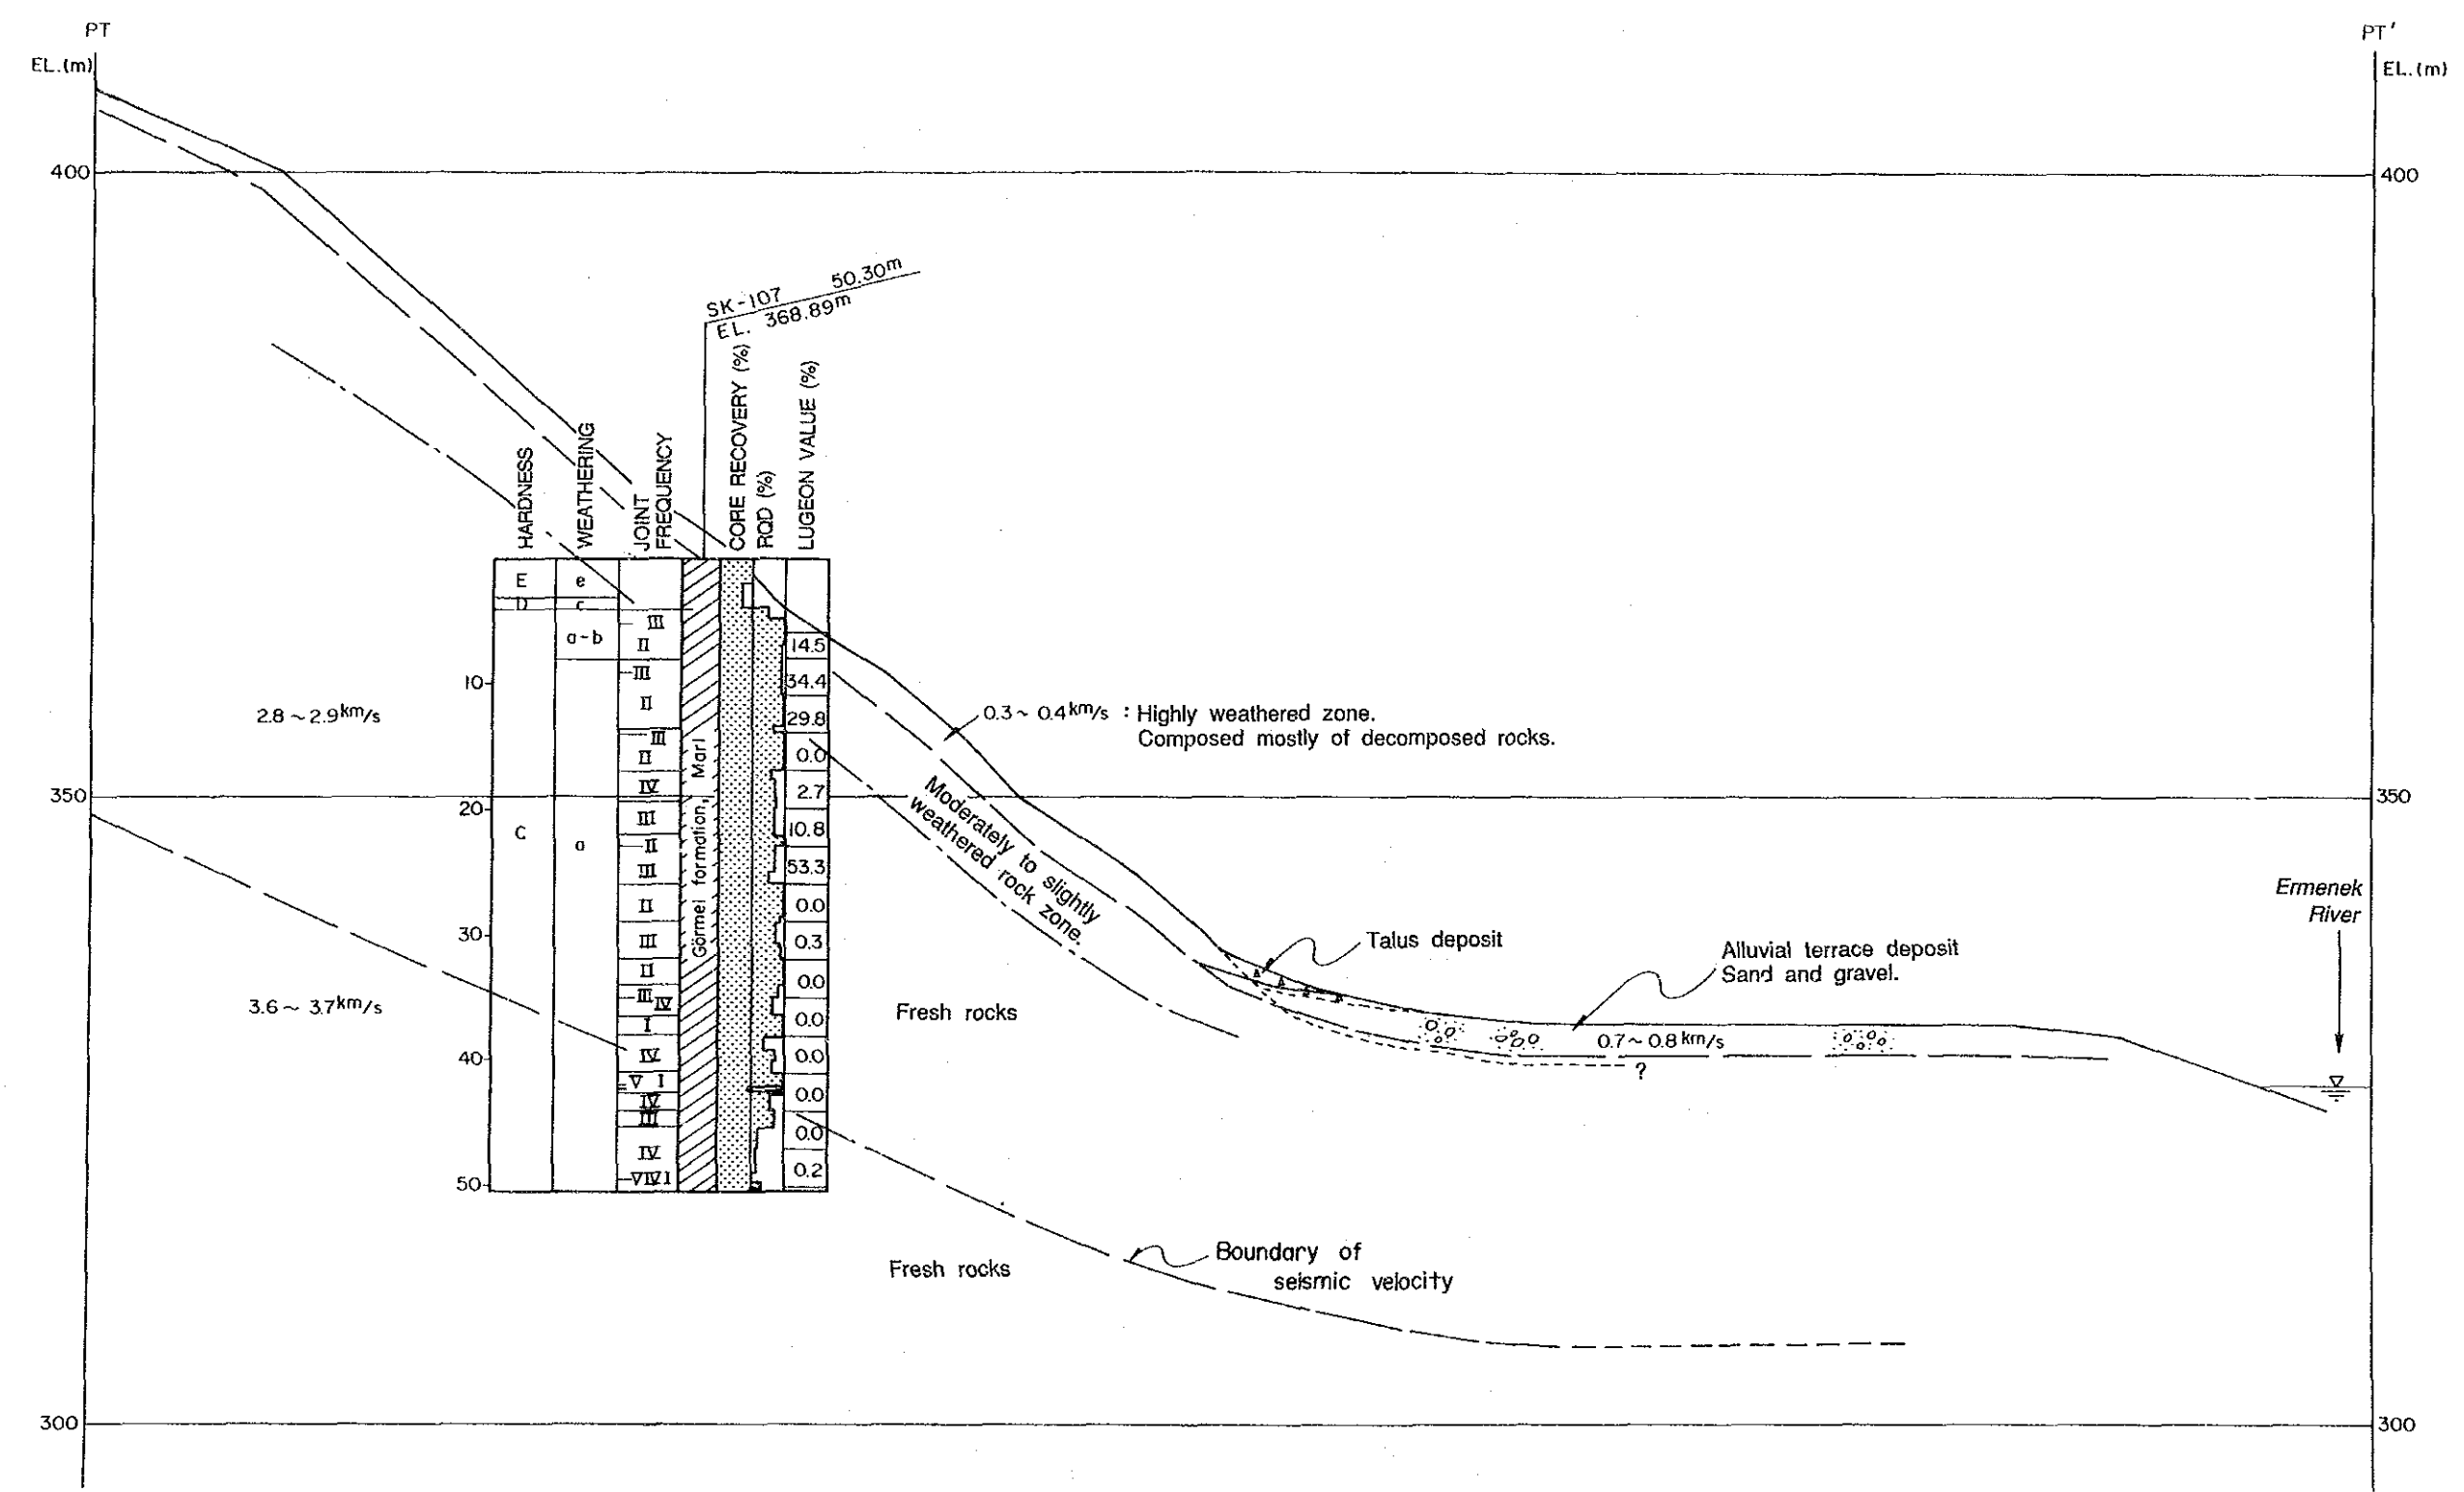 PT
PT'
EL.(m)
EL.(m)
400
400
SK-107 50.30m
EL. 368.89m
HARDNESS
WEATHERING
JOINT
FREQUENCY
CORE RECOVERY (%)
RQD (%)
LUGEON VALUE (%)
E
e
D
c
III
a-b
II
14.5
10
III
34.4
II
2.8~2.9km/s
29.8
0.3~0.4km/s : Highly weathered zone.
Composed mostly of decomposed rocks.
III
II
0.0
350
IV
2.7
350
20
III
10.8
C
a
II
53.3
III
Görmel formation, Marl
Moderately to slightly
weathered rock zone.
II
0.0
Ermenek
River
30
III
0.3
Talus deposit
Alluvial terrace deposit
Sand and gravel.
II
0.0
III
IV
3.6~3.7km/s
I
0.0
Fresh rocks
0.7~0.8km/s
40
IV
0.0
?
V I
0.0
IV
III
0.0
IV
0.2
VIVI
50
Boundary of
seismic velocity
Fresh rocks
300
300